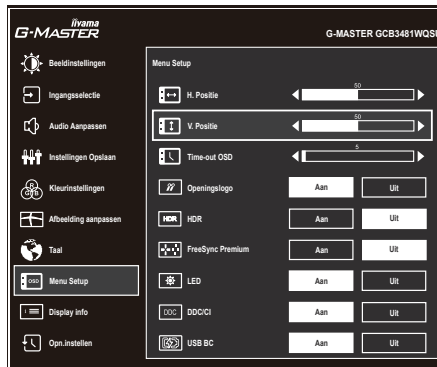 iiyama
G-MASTER
G-MASTER GCB3481WQSU
Beeldinstellingen
Ingangsselectie
Audio Aanpassen
Instellingen Opslaan
Kleurinstellingen
R
G B
Afbeelding aanpassen
Taal
OSD Menu Setup
Display info
Opn.instellen
Menu Setup
H. Positie 50
V. Positie 50
Time-out OSD 5
Openingslogo Aan Uit
HDR HDR Aan Uit
FreeSync Premium Aan Uit
LED Aan Uit
DDC DDC/CI Aan Uit
USB BC Aan Uit